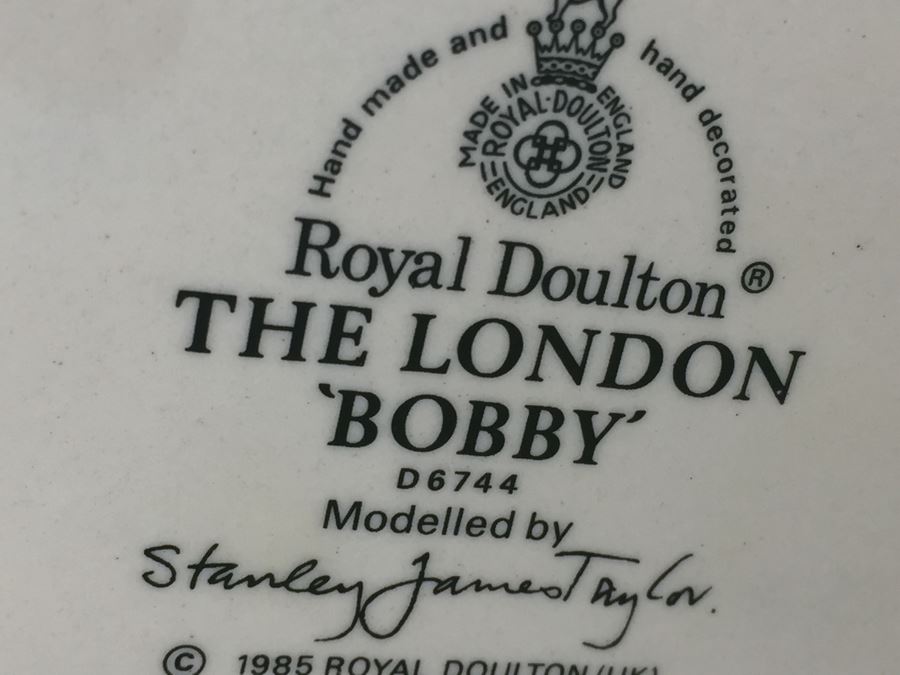 Hand made and hand decorated
MADE IN ENGLAND
ROYAL·DOULTON
ENGLAND
Royal Doulton ®
THE LONDON
‘BOBBY’
D6744
Modelled by
Stanley James Taylor.
© 1985 ROYAL DOULTON (UK)